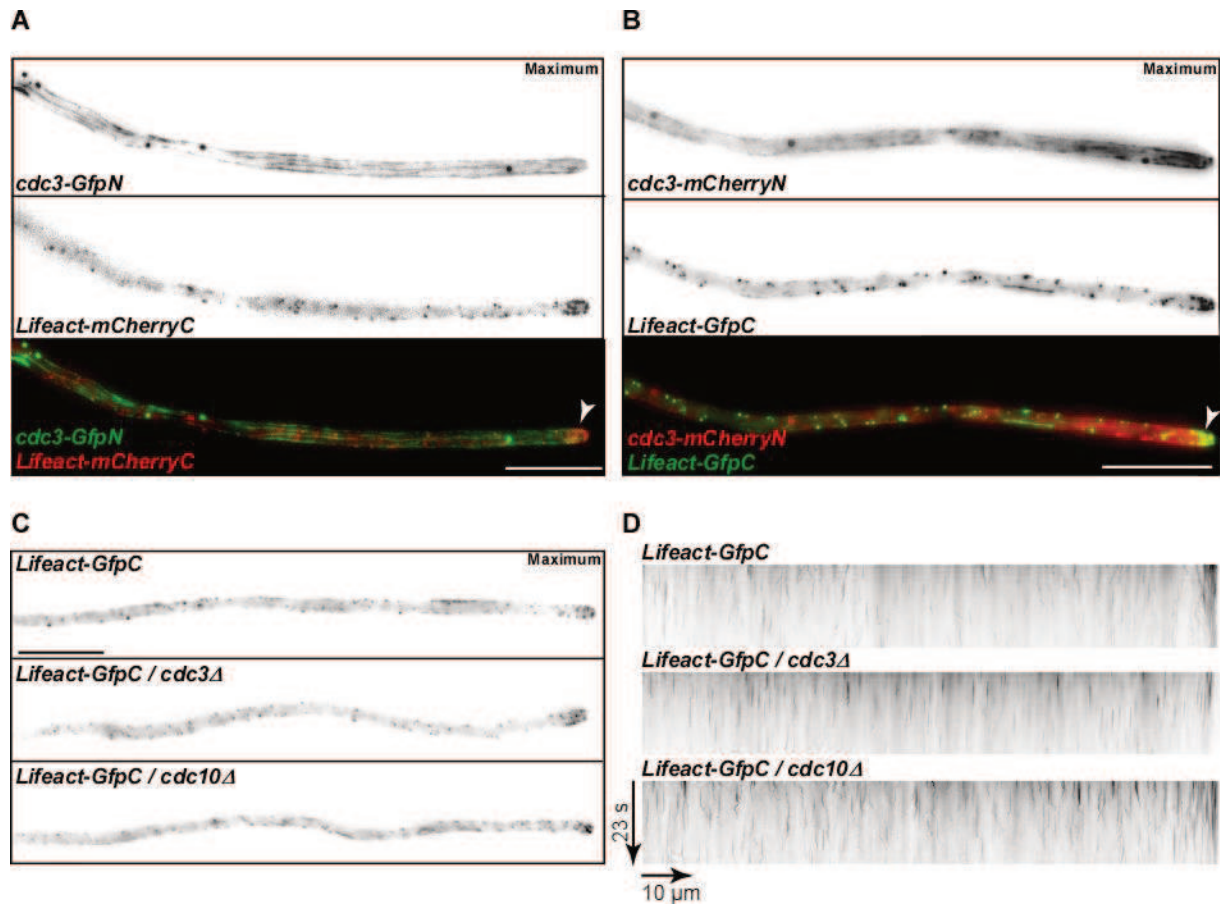 A
Maximum
cdc3-GfpN
Lifeact-mCherryC
cdc3-GfpN
Lifeact-mCherryC
B
Maximum
cdc3-mCherryN
Lifeact-GfpC
cdc3-mCherryN
Lifeact-GfpC
C
Lifeact-GfpC
Maximum
Lifeact-GfpC / cdc3Δ
Lifeact-GfpC / cdc10Δ
D
Lifeact-GfpC
Lifeact-GfpC / cdc3Δ
Lifeact-GfpC / cdc10Δ
23 s
10 µm